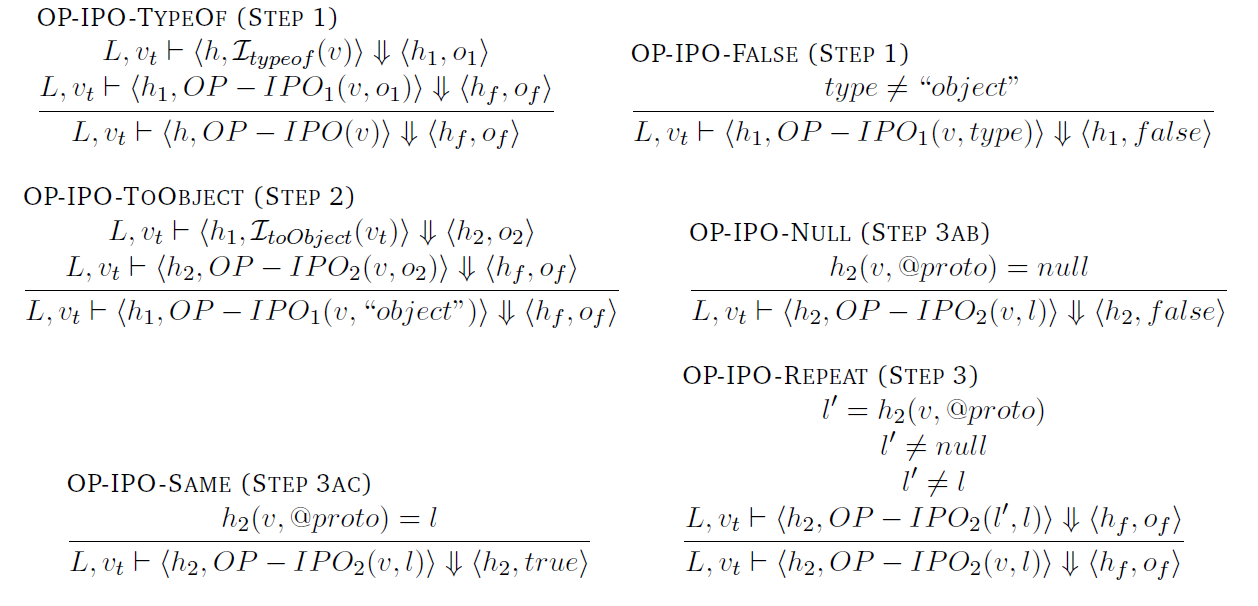 OP-IPO-TYPEOF (STEP 1)
L, v_t ⊢ ⟨h, I_typeof(v)⟩ ⇓ ⟨h_1, o_1⟩
L, v_t ⊢ ⟨h_1, OP − IPO_1(v, o_1)⟩ ⇓ ⟨h_f, o_f⟩
L, v_t ⊢ ⟨h, OP − IPO(v)⟩ ⇓ ⟨h_f, o_f⟩
OP-IPO-FALSE (STEP 1)
type ≠ “object”
L, v_t ⊢ ⟨h_1, OP − IPO_1(v, type)⟩ ⇓ ⟨h_1, false⟩
OP-IPO-TOOBJECT (STEP 2)
L, v_t ⊢ ⟨h_1, I_toObject(v_t)⟩ ⇓ ⟨h_2, o_2⟩
L, v_t ⊢ ⟨h_2, OP − IPO_2(v, o_2)⟩ ⇓ ⟨h_f, o_f⟩
L, v_t ⊢ ⟨h_1, OP − IPO_1(v, “object”)⟩ ⇓ ⟨h_f, o_f⟩
OP-IPO-NULL (STEP 3AB)
h_2(v, @proto) = null
L, v_t ⊢ ⟨h_2, OP − IPO_2(v, l)⟩ ⇓ ⟨h_2, false⟩
OP-IPO-SAME (STEP 3AC)
h_2(v, @proto) = l
L, v_t ⊢ ⟨h_2, OP − IPO_2(v, l)⟩ ⇓ ⟨h_2, true⟩
OP-IPO-REPEAT (STEP 3)
l′ = h_2(v, @proto)
l′ ≠ null
l′ ≠ l
L, v_t ⊢ ⟨h_2, OP − IPO_2(l′, l)⟩ ⇓ ⟨h_f, o_f⟩
L, v_t ⊢ ⟨h_2, OP − IPO_2(v, l)⟩ ⇓ ⟨h_f, o_f⟩